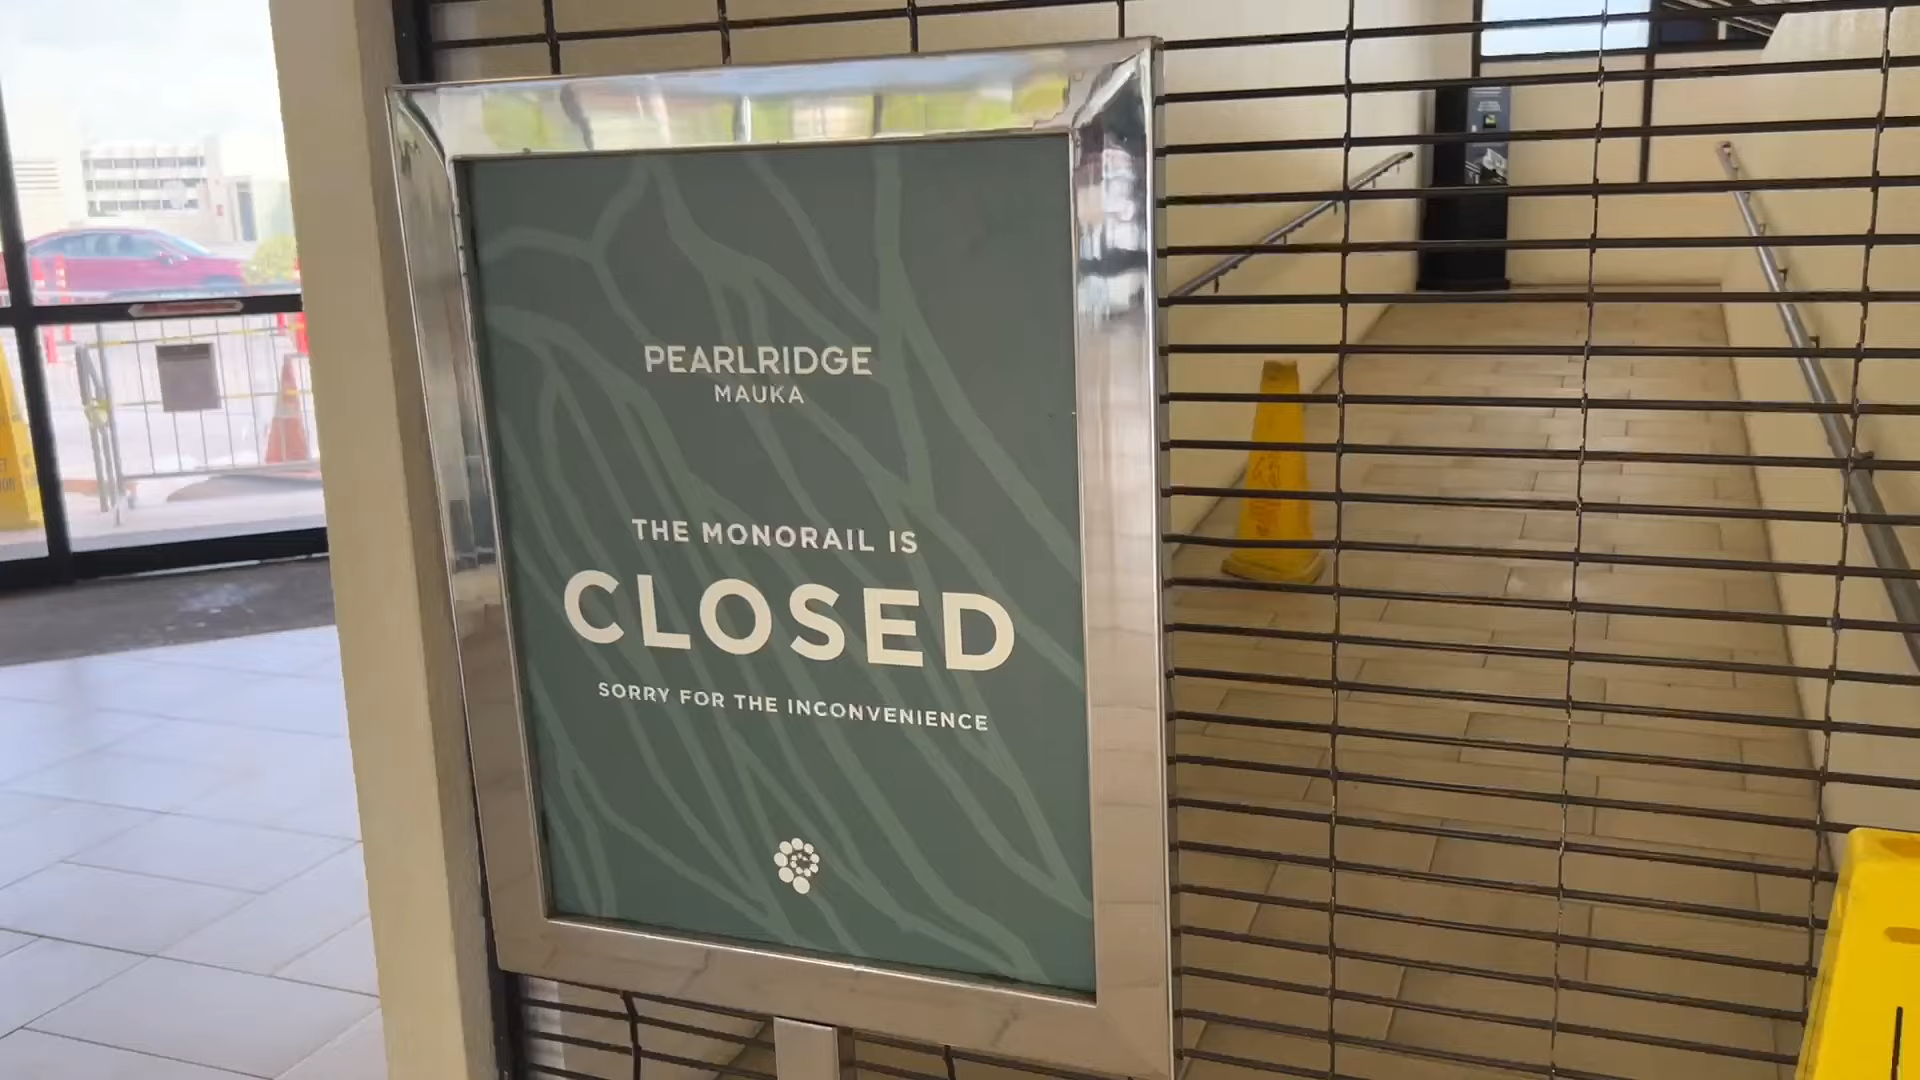 PEARLRIDGE
MAUKA
THE MONORAIL IS
CLOSED
SORRY FOR THE INCONVENIENCE